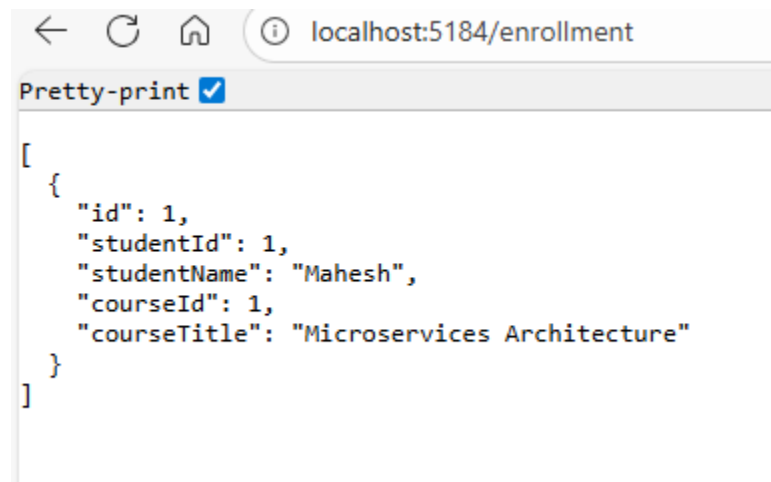 localhost:5184/enrollment
Pretty-print
[
  {
    "id": 1,
    "studentId": 1,
    "studentName": "Mahesh",
    "courseId": 1,
    "courseTitle": "Microservices Architecture"
  }
]